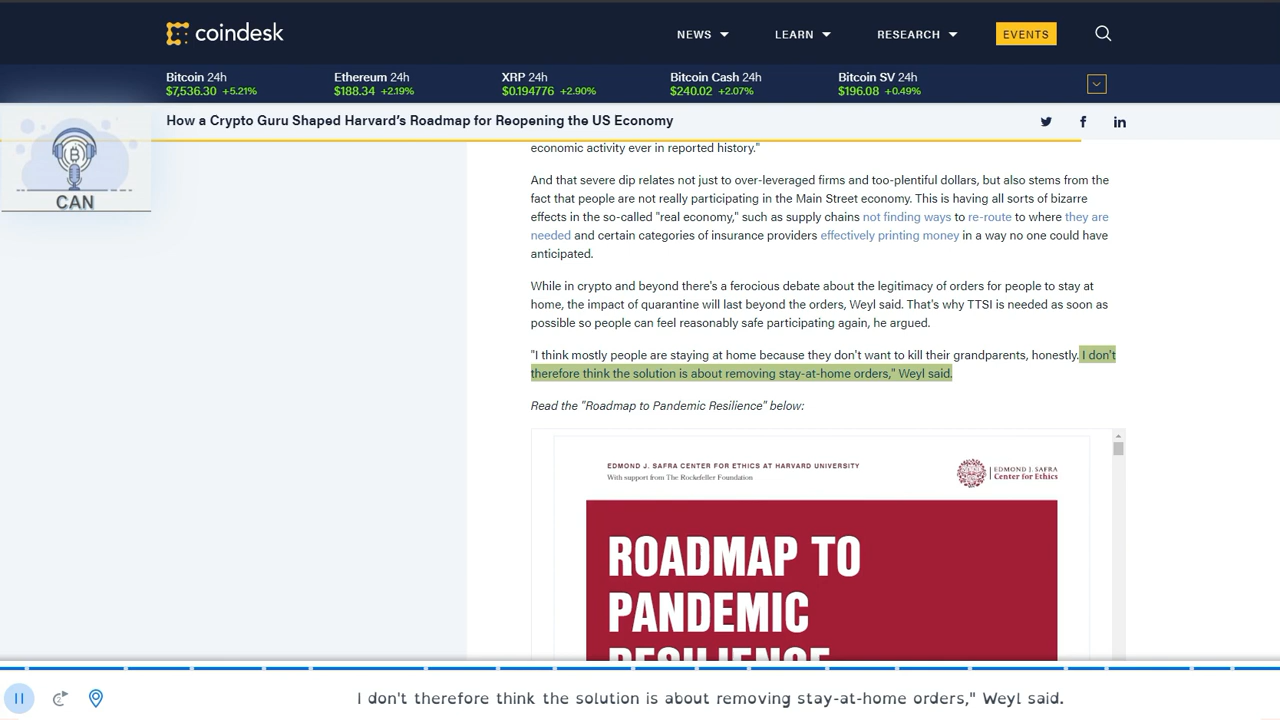 coindesk
NEWS
LEARN
RESEARCH
EVENTS
Bitcoin 24h
$7,536.30 +5.21%
Ethereum 24h
$188.34 +2.19%
XRP 24h
$0.194776 +2.90%
Bitcoin Cash 24h
$240.02 +2.07%
Bitcoin SV 24h
$196.08 +0.49%
How a Crypto Guru Shaped Harvard's Roadmap for Reopening the US Economy
CAN
economic activity ever in reported history."
And that severe dip relates not just to over-leveraged firms and too-plentiful dollars, but also stems from the
fact that people are not really participating in the Main Street economy. This is having all sorts of bizarre
effects in the so-called "real economy," such as supply chains not finding ways to re-route to where they are
needed and certain categories of insurance providers effectively printing money in a way no one could have
anticipated.
While in crypto and beyond there's a ferocious debate about the legitimacy of orders for people to stay at
home, the impact of quarantine will last beyond the orders, Weyl said. That's why TTSI is needed as soon as
possible so people can feel reasonably safe participating again, he argued.
"I think mostly people are staying at home because they don't want to kill their grandparents, honestly. I don't
therefore think the solution is about removing stay-at-home orders," Weyl said.
Read the "Roadmap to Pandemic Resilience" below:
EDMOND J. SAFRA CENTER FOR ETHICS AT HARVARD UNIVERSITY
With support from The Rockefeller Foundation
EDMOND J. SAFRA
Center for Ethics
ROADMAP TO
PANDEMIC
RESILIENCE
I don't therefore think the solution is about removing stay-at-home orders," Weyl said.